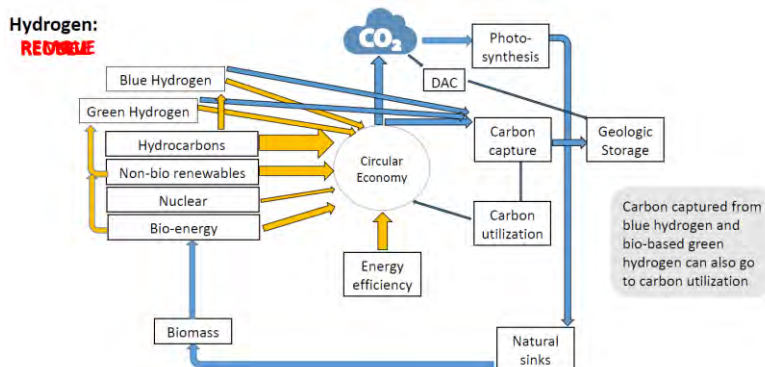 Hydrogen:
CO₂
Photo-
synthesis
DAC
Blue Hydrogen
Green Hydrogen
Hydrocarbons
Non-bio renewables
Nuclear
Bio-energy
Circular
Economy
Carbon
capture
Geologic
Storage
Carbon
utilization
Energy
efficiency
Carbon captured from
blue hydrogen and
bio-based green
hydrogen can also go
to carbon utilization
Biomass
Natural
sinks